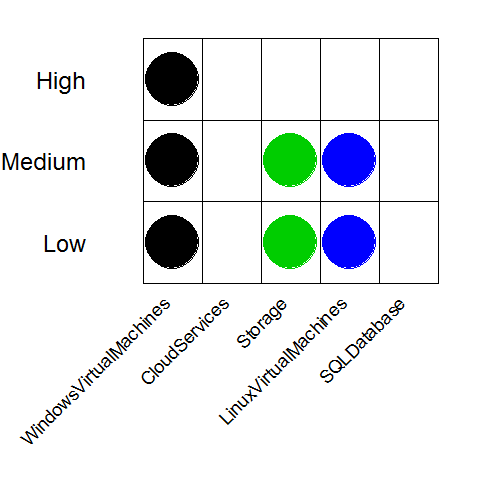 High
Medium
Low
WindowsVirtualMachines
CloudServices
Storage
LinuxVirtualMachines
SQLDatabase